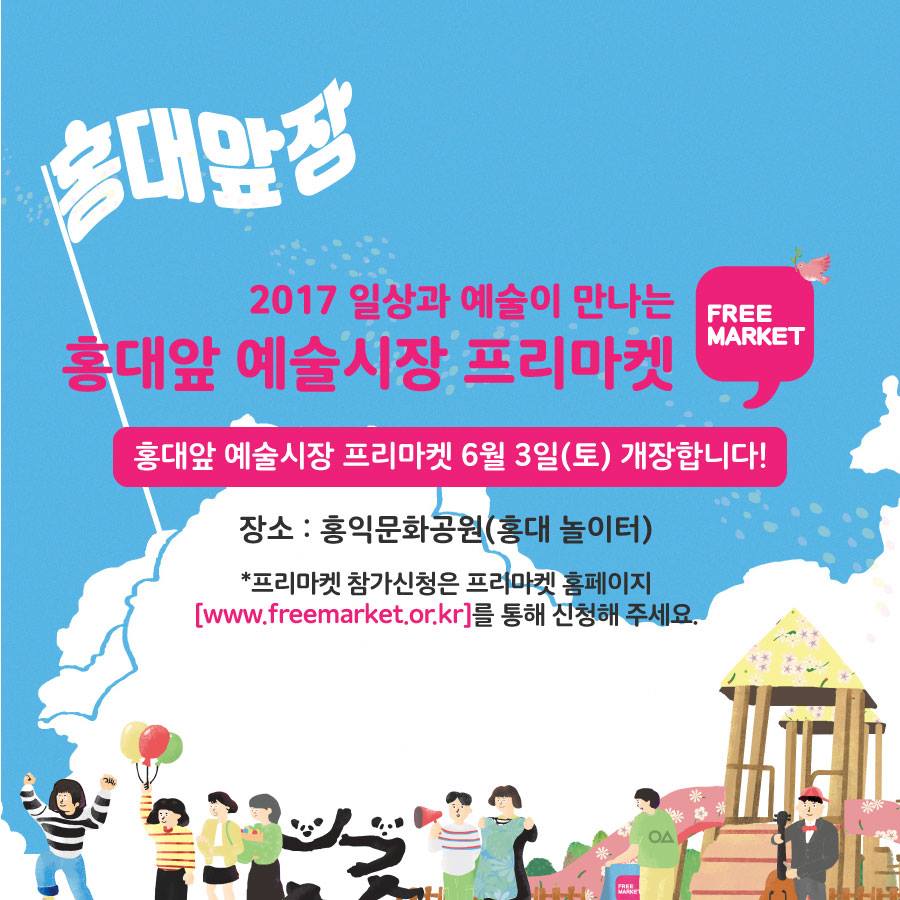 홍대앞장
2017 일상과 예술이 만나는
홍대앞 예술시장 프리마켓
FREE
MARKET
홍대앞 예술시장 프리마켓 6월 3일(토) 개장합니다!
장소 : 홍익문화공원(홍대 놀이터)
*프리마켓 참가신청은 프리마켓 홈페이지
[www.freemarket.or.kr]를 통해 신청해 주세요.
FREE
MARKET